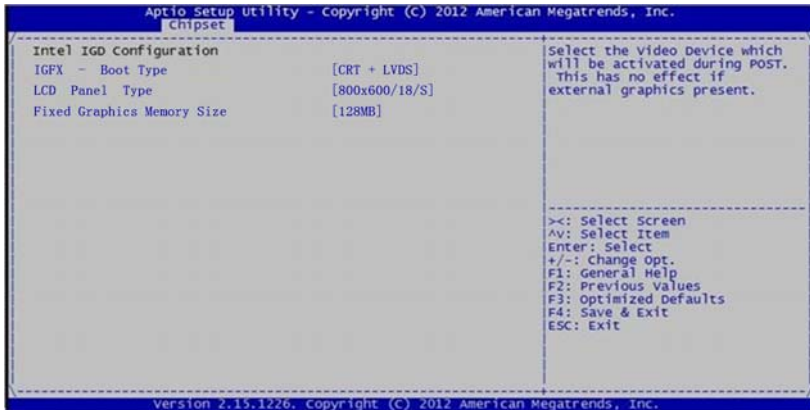 Aptio Setup Utility – Copyright (C) 2012 American Megatrends, Inc.
Chipset
Intel IGD Configuration
IGFX – Boot Type [CRT + LVDS]
LCD Panel Type [800x600/18/S]
Fixed Graphics Memory Size [128MB]
Select the Video Device which
will be activated during POST.
This has no effect if
external graphics present.
><: Select Screen
^v: Select Item
Enter: Select
+/-: Change Opt.
F1: General Help
F2: Previous Values
F3: Optimized Defaults
F4: Save & Exit
ESC: Exit
Version 2.15.1226. Copyright (C) 2012 American Megatrends, Inc.